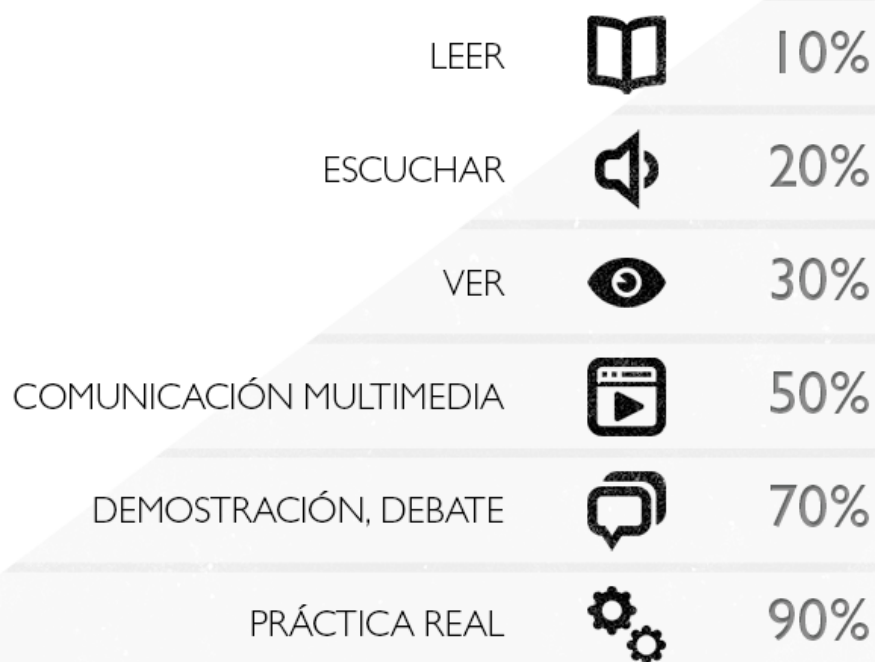 LEER 10%
ESCUCHAR 20%
VER 30%
COMUNICACIÓN MULTIMEDIA 50%
DEMOSTRACIÓN, DEBATE 70%
PRÁCTICA REAL 90%